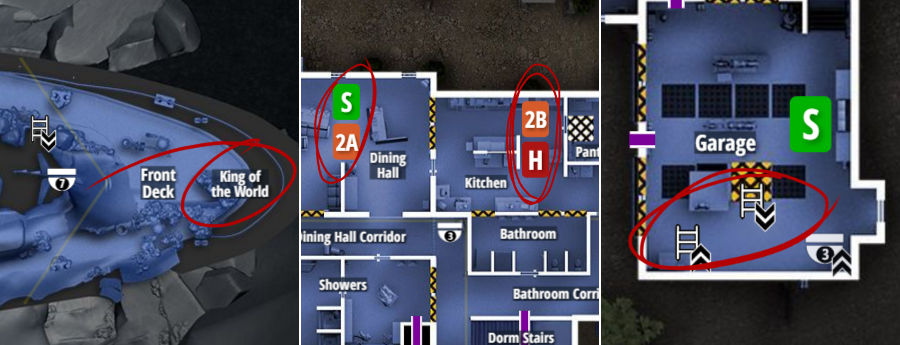 7
Front
Deck
King of
the World
S
2A
Dining
Hall
2B
H
Kitchen
Pant
Dining Hall Corridor
3
Bathroom
Showers
Bathroom Corri
Dorm Stairs
S
Garage
3